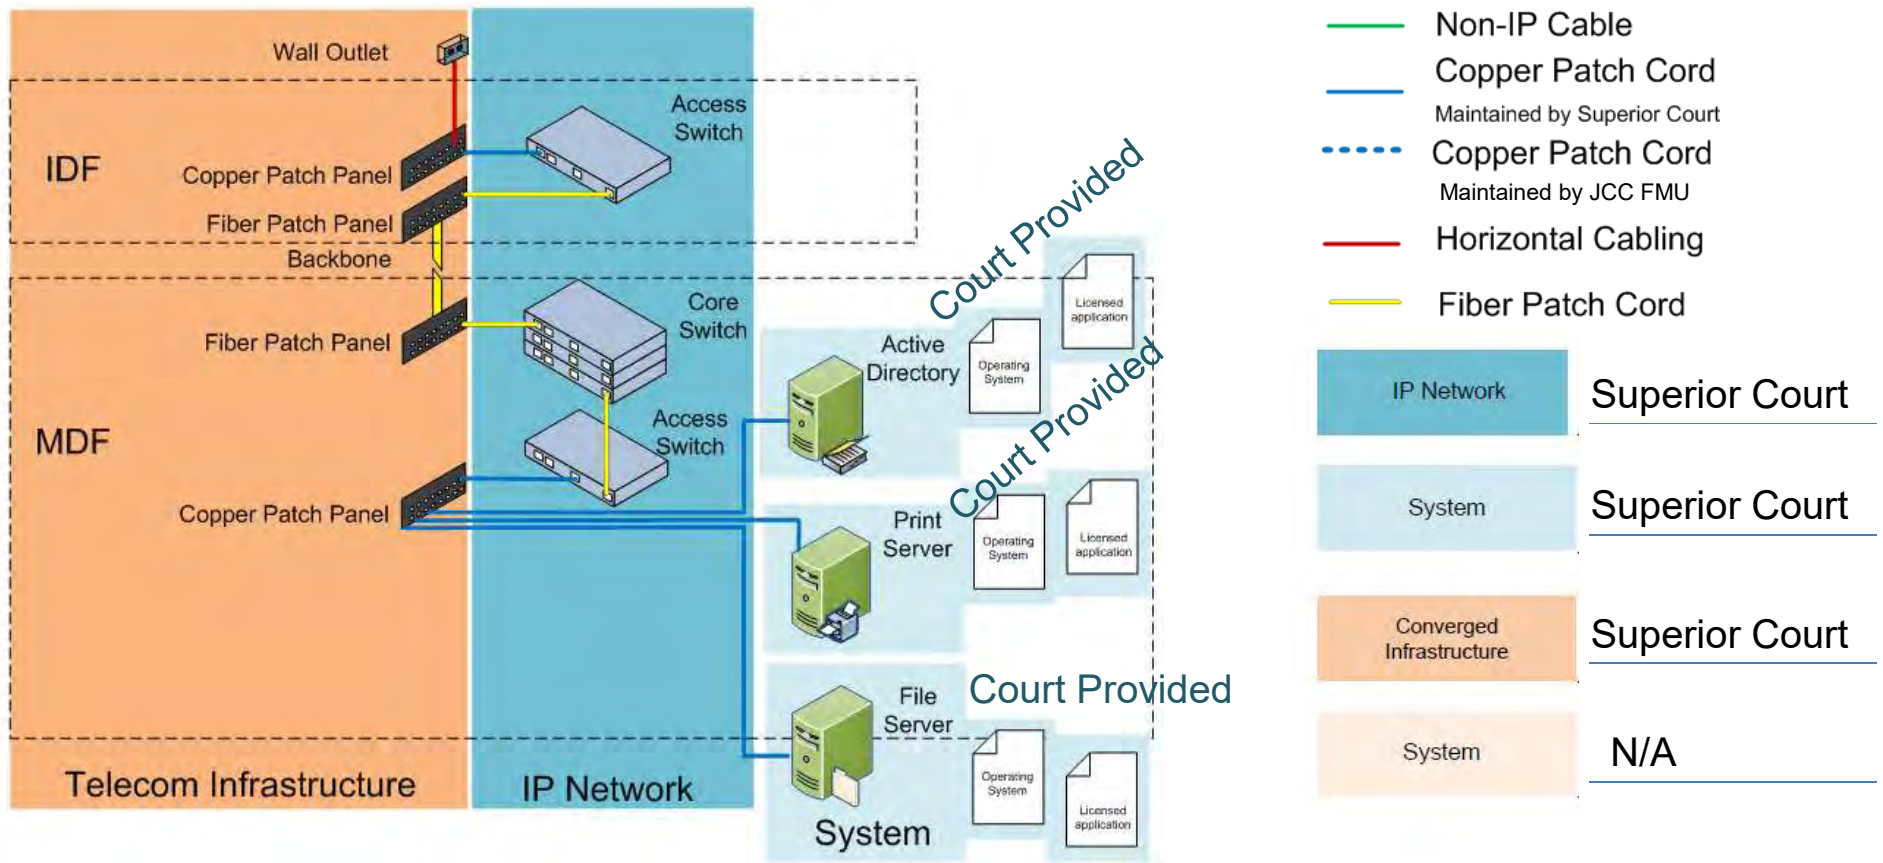 Wall Outlet
Access
Switch
IDF
Copper Patch Panel
Fiber Patch Panel
Backbone
Core
Switch
Fiber Patch Panel
MDF
Access
Switch
Copper Patch Panel
Telecom Infrastructure
IP Network
Court Provided
Licensed
application
Active
Directory
Operating
System
Court Provided
Print
Server
Operating
System
Licensed
application
Court Provided
File
Server
Operating
System
Licensed
application
System
Non-IP Cable
Copper Patch Cord
Maintained by Superior Court
Copper Patch Cord
Maintained by JCC FMU
Horizontal Cabling
Fiber Patch Cord
IP Network
Superior Court
System
Superior Court
Converged
Infrastructure
Superior Court
System
N/A